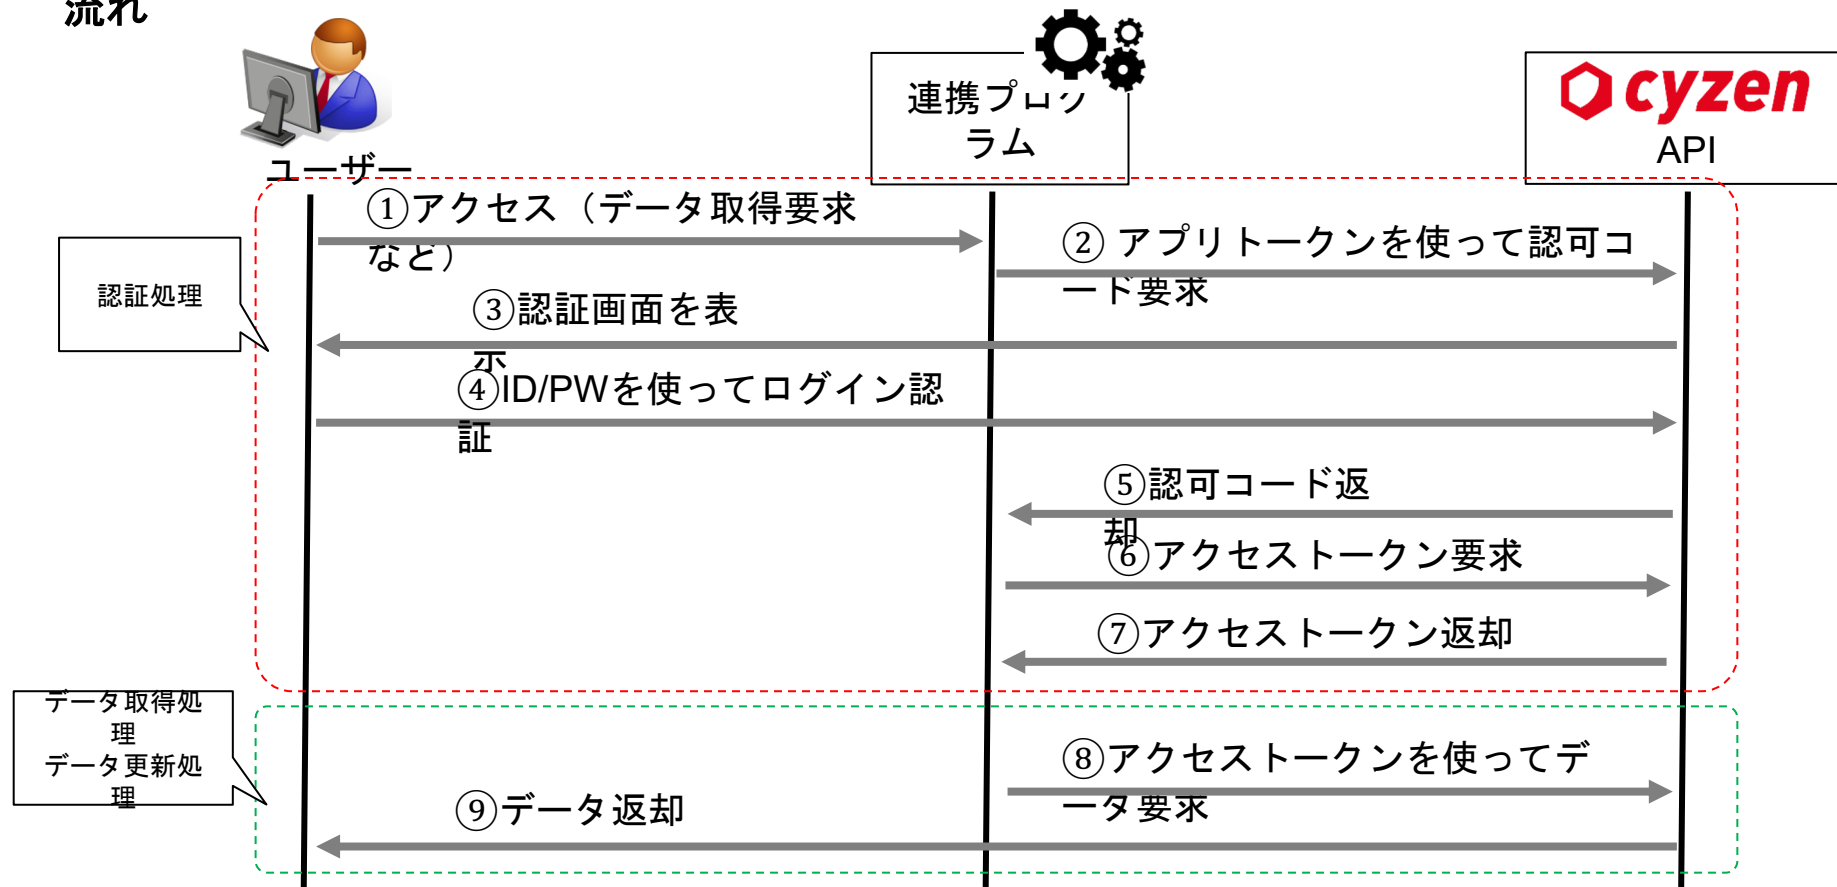 流れ
ユーザー
連携プログ
ラム
cyzen
API
①アクセス（データ取得要求
など）
② アプリトークンを使って認可コ
ード要求
認証処理
③認証画面を表
示
④ID/PWを使ってログイン認
証
⑤認可コード返
却
⑥アクセストークン要求
⑦アクセストークン返却
データ取得処
理
データ更新処
理
⑧アクセストークンを使ってデ
ータ要求
⑨データ返却